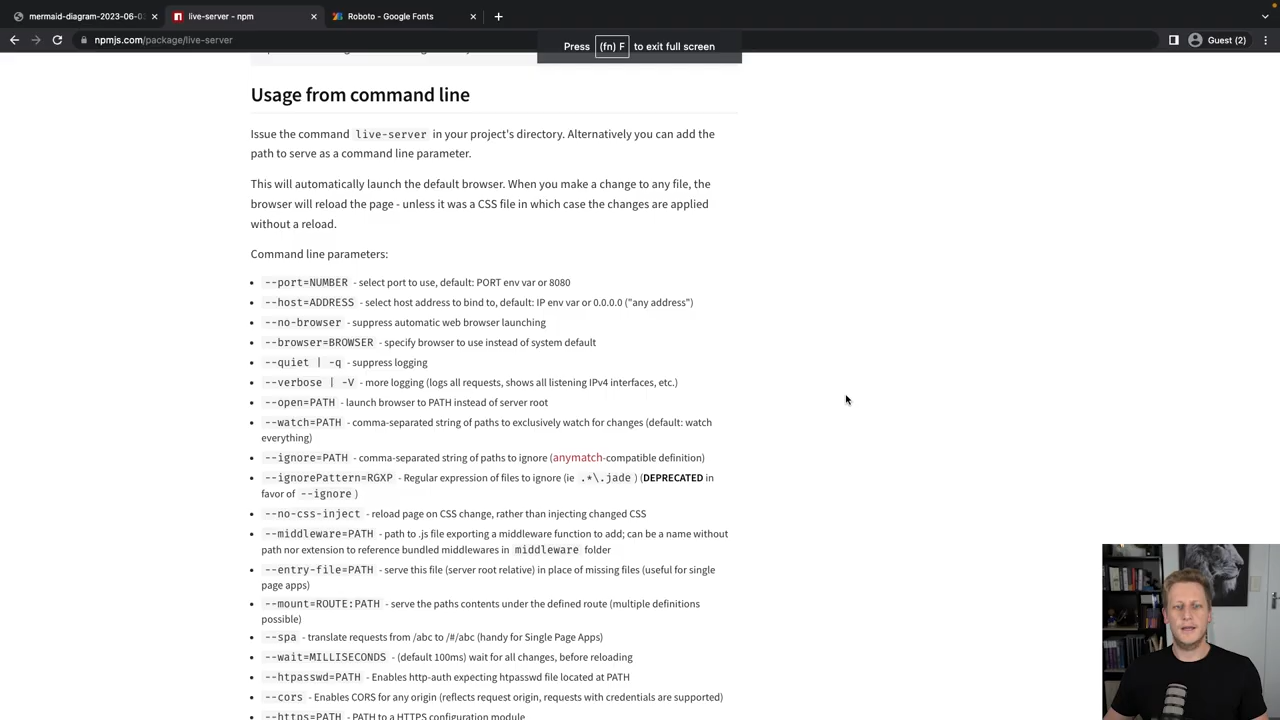 mermaid-diagram-2023-06-0
live-server - npm
Roboto - Google Fonts
npmjs.com/package/live-server
Guest (2)
Press (fn) F to exit full screen
Usage from command line
Issue the command live-server in your project's directory. Alternatively you can add the
path to serve as a command line parameter.
This will automatically launch the default browser. When you make a change to any file, the
browser will reload the page - unless it was a CSS file in which case the changes are applied
without a reload.
Command line parameters:
--port=NUMBER - select port to use, default: PORT env var or 8080
--host=ADDRESS - select host address to bind to, default: IP env var or 0.0.0.0 ("any address")
--no-browser - suppress automatic web browser launching
--browser=BROWSER - specify browser to use instead of system default
--quiet | -q - suppress logging
--verbose | -V - more logging (logs all requests, shows all listening IPv4 interfaces, etc.)
--open=PATH - launch browser to PATH instead of server root
--watch=PATH - comma-separated string of paths to exclusively watch for changes (default: watch
everything)
--ignore=PATH - comma-separated string of paths to ignore (anymatch-compatible definition)
--ignorePattern=RGXP - Regular expression of files to ignore (ie .*\.jade ) (DEPRECATED in
favor of --ignore )
--no-css-inject - reload page on CSS change, rather than injecting changed CSS
--middleware=PATH - path to .js file exporting a middleware function to add; can be a name without
path nor extension to reference bundled middlewares in middleware folder
--entry-file=PATH - serve this file (server root relative) in place of missing files (useful for single
page apps)
--mount=ROUTE:PATH - serve the paths contents under the defined route (multiple definitions
possible)
--spa - translate requests from /abc to /#/abc (handy for Single Page Apps)
--wait=MILLISECONDS - (default 100ms) wait for all changes, before reloading
--htpasswd=PATH - Enables http-auth expecting htpasswd file located at PATH
--cors - Enables CORS for any origin (reflects request origin, requests with credentials are supported)
--https=PATH - PATH to a HTTPS configuration module